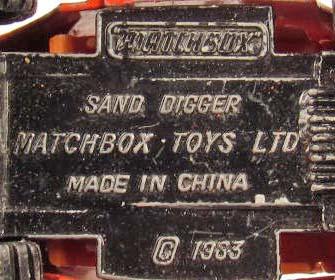 MATCHBOX
SAND DIGGER
MATCHBOX · TOYS LTD
MADE IN CHINA
© 1983